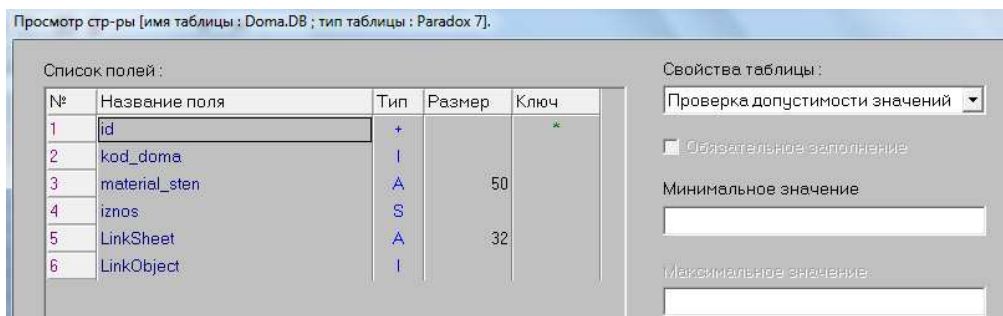 Просмотр стр-ры [имя таблицы : Doma.DB ; тип таблицы : Paradox 7].
Список полей :
№ Название поля Тип Размер Ключ
1 id + *
2 kod_doma I
3 material_sten A 50
4 iznos S
5 LinkSheet A 32
6 LinkObject I
Свойства таблицы :
Проверка допустимости значений
Обязательное заполнение
Минимальное значение
Максимальное значение